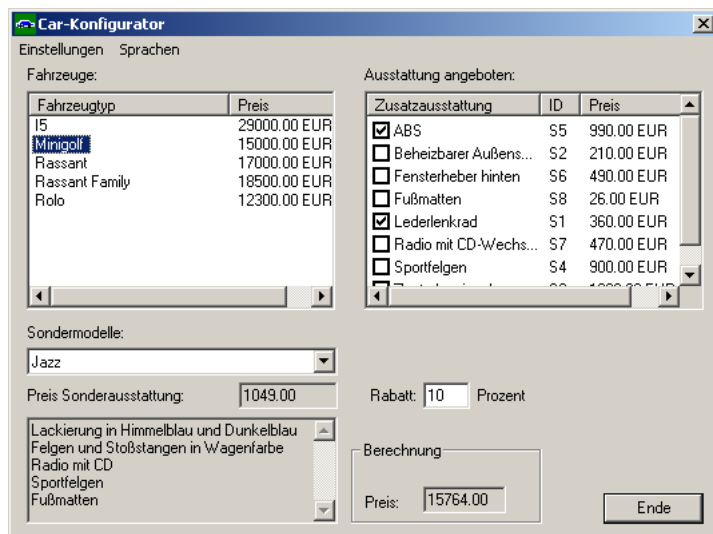 Car-Konfigurator
Einstellungen Sprachen
Fahrzeuge:
Fahrzeugtyp Preis
I5 29000.00 EUR
Minigolf 15000.00 EUR
Rassant 17000.00 EUR
Rassant Family 18500.00 EUR
Rolo 12300.00 EUR
Ausstattung angeboten:
Zusatzausstattung ID Preis
ABS S5 990.00 EUR
Beheizbarer Außens... S2 210.00 EUR
Fensterheber hinten S6 490.00 EUR
Fußmatten S8 26.00 EUR
Lederlenkrad S1 360.00 EUR
Radio mit CD-Wechs... S7 470.00 EUR
Sportfelgen S4 900.00 EUR
Sondermodelle:
Jazz
Preis Sonderausstattung: 1049.00
Rabatt: 10 Prozent
Lackierung in Himmelblau und Dunkelblau
Felgen und Stoßstangen in Wagenfarbe
Radio mit CD
Sportfelgen
Fußmatten
Berechnung
Preis: 15764.00
Ende